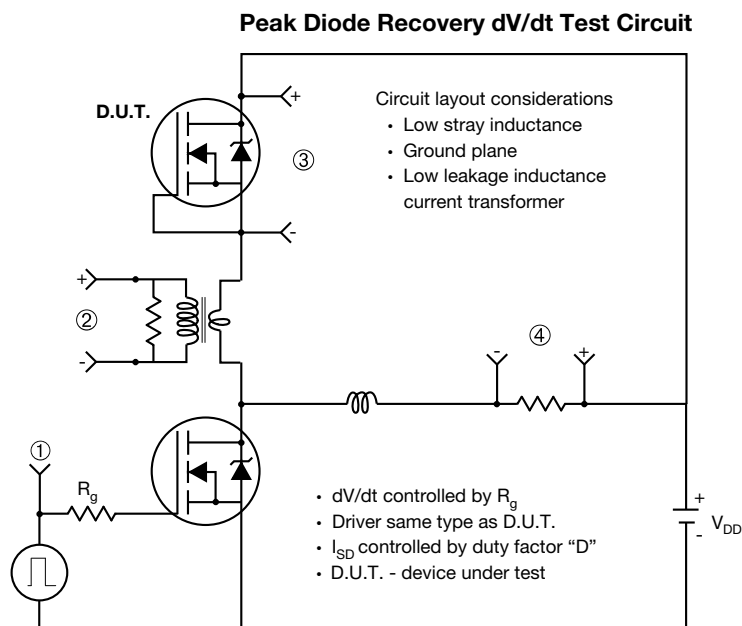 Peak Diode Recovery dV/dt Test Circuit
+
D.U.T.
Circuit layout considerations
• Low stray inductance
• Ground plane
• Low leakage inductance
current transformer
③
-
+
②
-
-
④
+
①
Rg
• dV/dt controlled by Rg
• Driver same type as D.U.T.
• ISD controlled by duty factor “D”
• D.U.T. - device under test
+
VDD
-